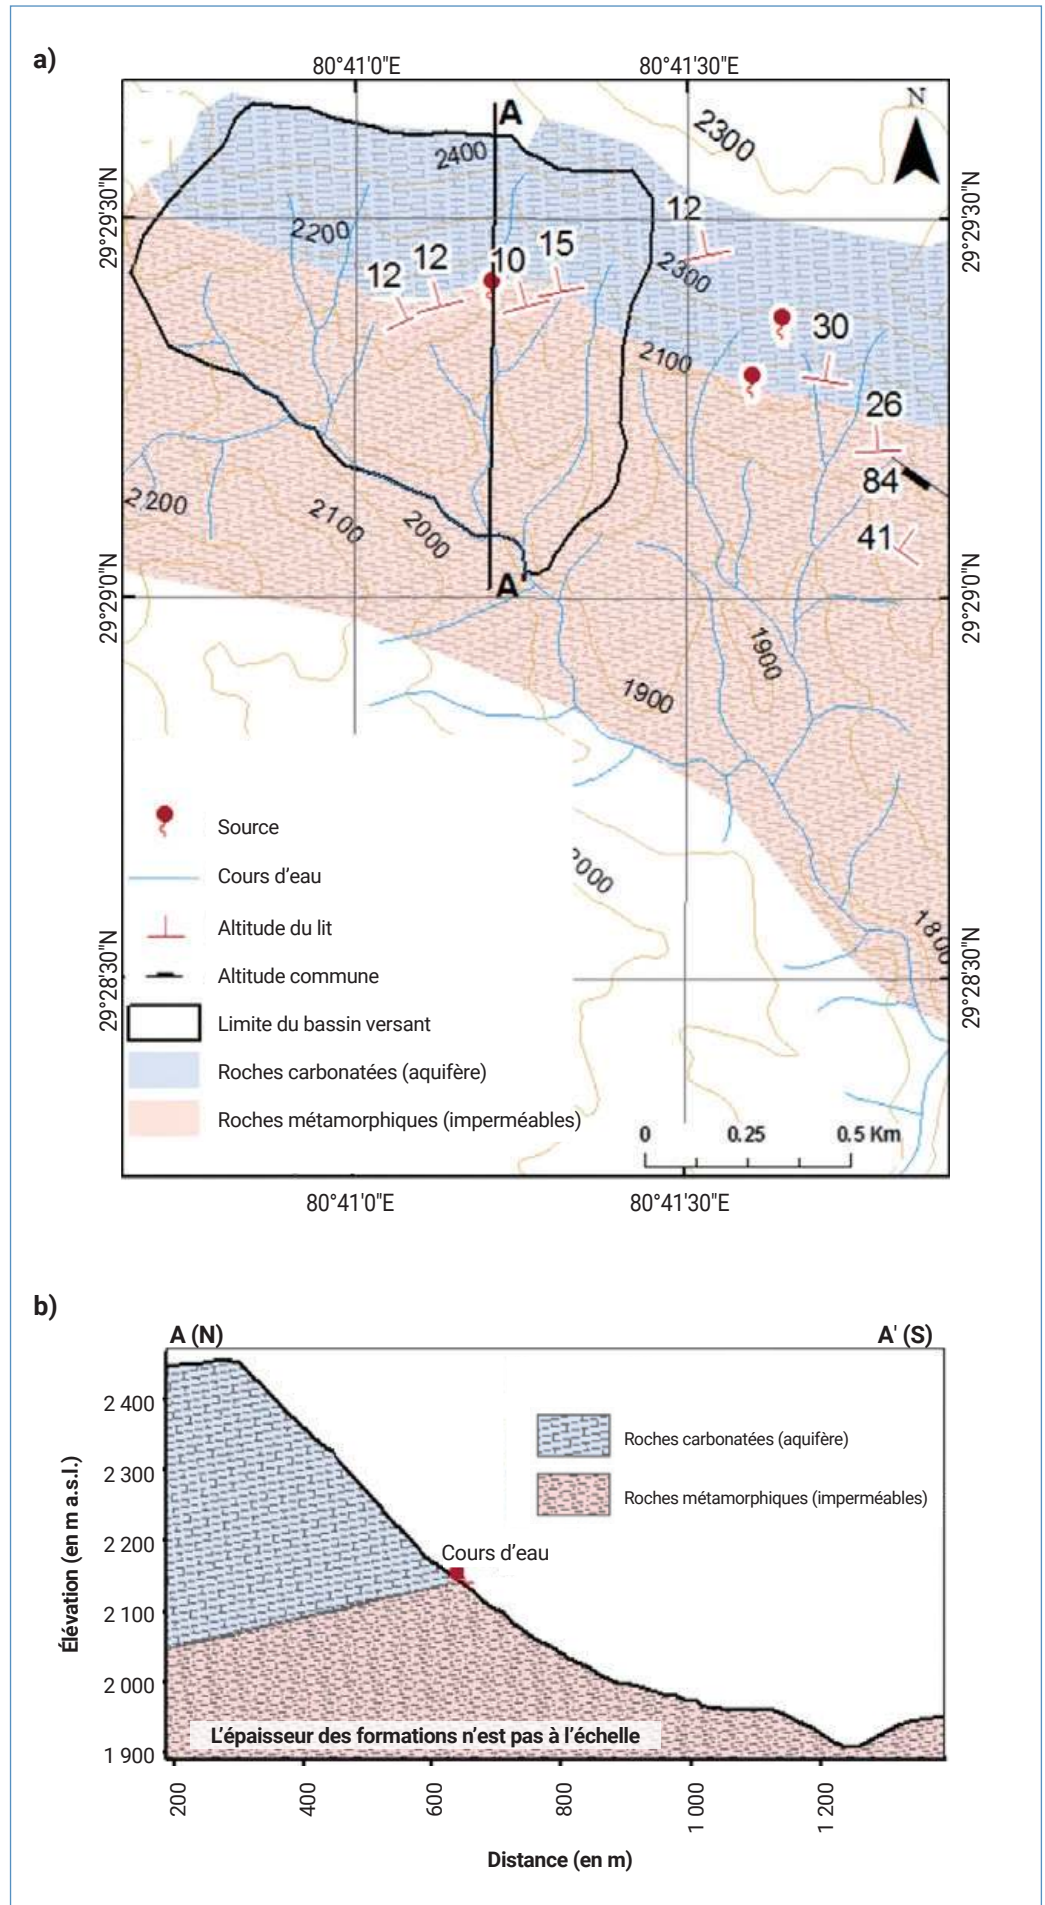 a)
80°41'0"E
80°41'30"E
A
N
2300
2400
29°29'30"N
29°29'30"N
12
2200
12
12
10
15
2300
30
2100
26
84
2200
2100
2000
41
29°29'0"N
A'
29°29'0"N
1900
1900
Source
2000
Cours d'eau
Altitude du lit
1800
29°28'30"N
29°28'30"N
Altitude commune
Limite du bassin versant
Roches carbonatées (aquifère)
Roches métamorphiques (imperméables)
0
0.25
0.5 Km
80°41'0"E
80°41'30"E
b)
A (N)
A' (S)
2 400
Roches carbonatées (aquifère)
2 300
Roches métamorphiques (imperméables)
2 200
Cours d'eau
2 100
Élévation (en m a.s.l.)
2 000
L'épaisseur des formations n'est pas à l'échelle
1 900
200
400
600
800
1 000
1 200
Distance (en m)